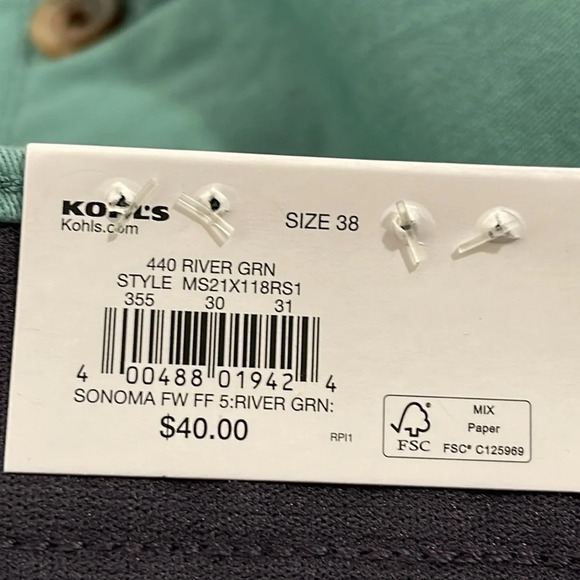 KOHL'S
Kohls.com
SIZE 38
440 RIVER GRN
STYLE MS21X118RS1
355 30 31
4 00488 01942 4
SONOMA FW FF 5:RIVER GRN:
$40.00
RPI1
FSC
MIX
Paper
FSC® C125969